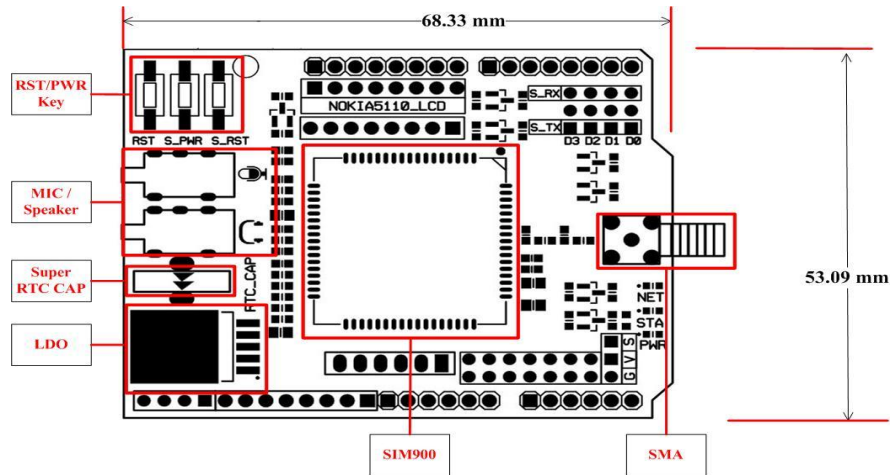 68.33 mm
RST/PWR
Key
NOKIA5110_LCD
S_RX
S_TX
RST S_PWR S_RST
D3 D2 D1 D0
MIC /
Speaker
Super
RTC CAP
RTC_CAP
53.09 mm
NET
STA
PWR
LDO
G V S
SIM900
SMA